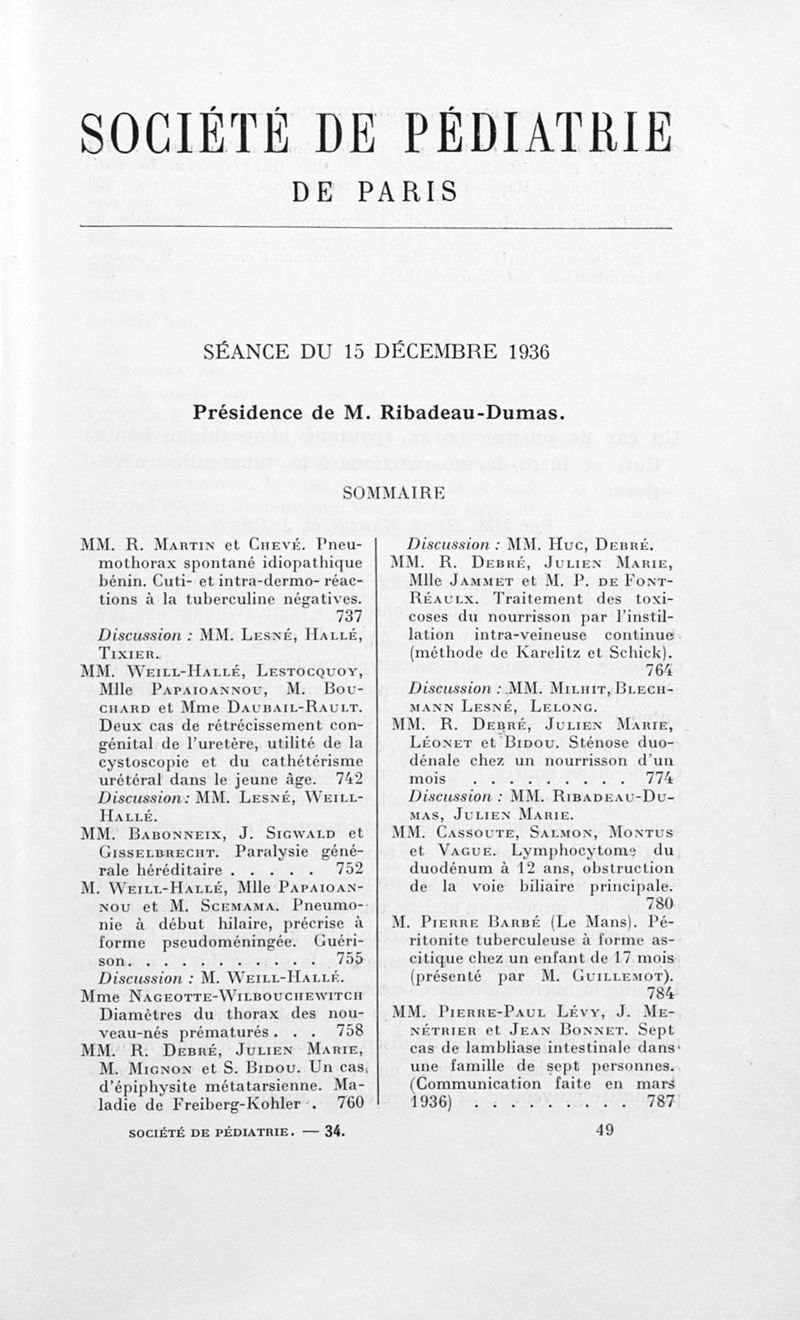 SOCIÉTÉ DE PÉDIATRIE
DE PARIS
SÉANCE DU 15 DÉCEMBRE 1936
Présidence de M. Ribadeau-Dumas.
SOMMAIRE
MM. R. MARTIN et CHEVÉ. Pneu-
mothorax spontané idiopathique
bénin. Cuti- et intra-dermo- réac-
tions à la tuberculine négatives.
737
Discussion : MM. LESNÉ, HALLÉ,
TIXIER.
MM. WEILL-HALLÉ, LESTOCQUOY,
Mlle PAPAIOANNOU, M. BOU-
CHARD et Mme DAUBAIL-RAULT.
Deux cas de rétrécissement con-
génital de l'uretère, utilité de la
cystoscopie et du cathétérisme
urétéral dans le jeune âge. 742
Discussion : MM. LESNÉ, WEILL-
HALLÉ.
MM. BABONNEIX, J. SIGWALD et
GISSELBRECHT. Paralysie géné-
rale héréditaire . . . . . 752
M. WEILL-HALLÉ, Mlle PAPAIOAN-
NOU et M. SCEMAMA. Pneumo-
nie à début hilaire, précrise à
forme pseudoméningée. Guéri-
son. . . . . . . . . . . 755
Discussion : M. WEILL-HALLÉ.
Mme NAGEOTTE-WILBOUCHEWITCH
Diamètres du thorax des nou-
veau-nés prématurés . . . 758
MM. R. DEBRÉ, JULIEN MARIE,
M. MIGNON et S. BIDOU. Un cas
d'épiphysite métatarsienne. Ma-
ladie de Freiberg-Kohler . 760
Discussion : MM. HUC, DEBRÉ.
MM. R. DEBRÉ, JULIEN MARIE,
Mlle JAMMET et M. P. DE FONT-
RÉAULX. Traitement des toxi-
coses du nourrisson par l'instil-
lation intra-veineuse continue
(méthode de Karelitz et Schick).
764
Discussion : MM. MILHIT, BLECH-
MANN LESNÉ, LELONG.
MM. R. DEBRÉ, JULIEN MARIE,
LÉONET et BIDOU. Sténose duo-
dénale chez un nourrisson d'un
mois . . . . . . . . . 774
Discussion : MM. RIBADEAU-DU-
MAS, JULIEN MARIE.
MM. CASSOUTE, SALMON, MONTUS
et VAGUE. Lymphocytome du
duodénum à 12 ans, obstruction
de la voie biliaire principale.
780
M. PIERRE BARBÉ (Le Mans). Pé-
ritonite tuberculeuse à forme as-
citique chez un enfant de 17 mois
(présenté par M. GUILLEMOT).
784
MM. PIERRE-PAUL LÉVY, J. ME-
NÉTRIER et JEAN BONNET. Sept
cas de lambliase intestinale dans
une famille de sept personnes.
(Communication faite en mars
1936) . . . . . . . . . 787
SOCIÉTÉ DE PÉDIATRIE. — 34.
49